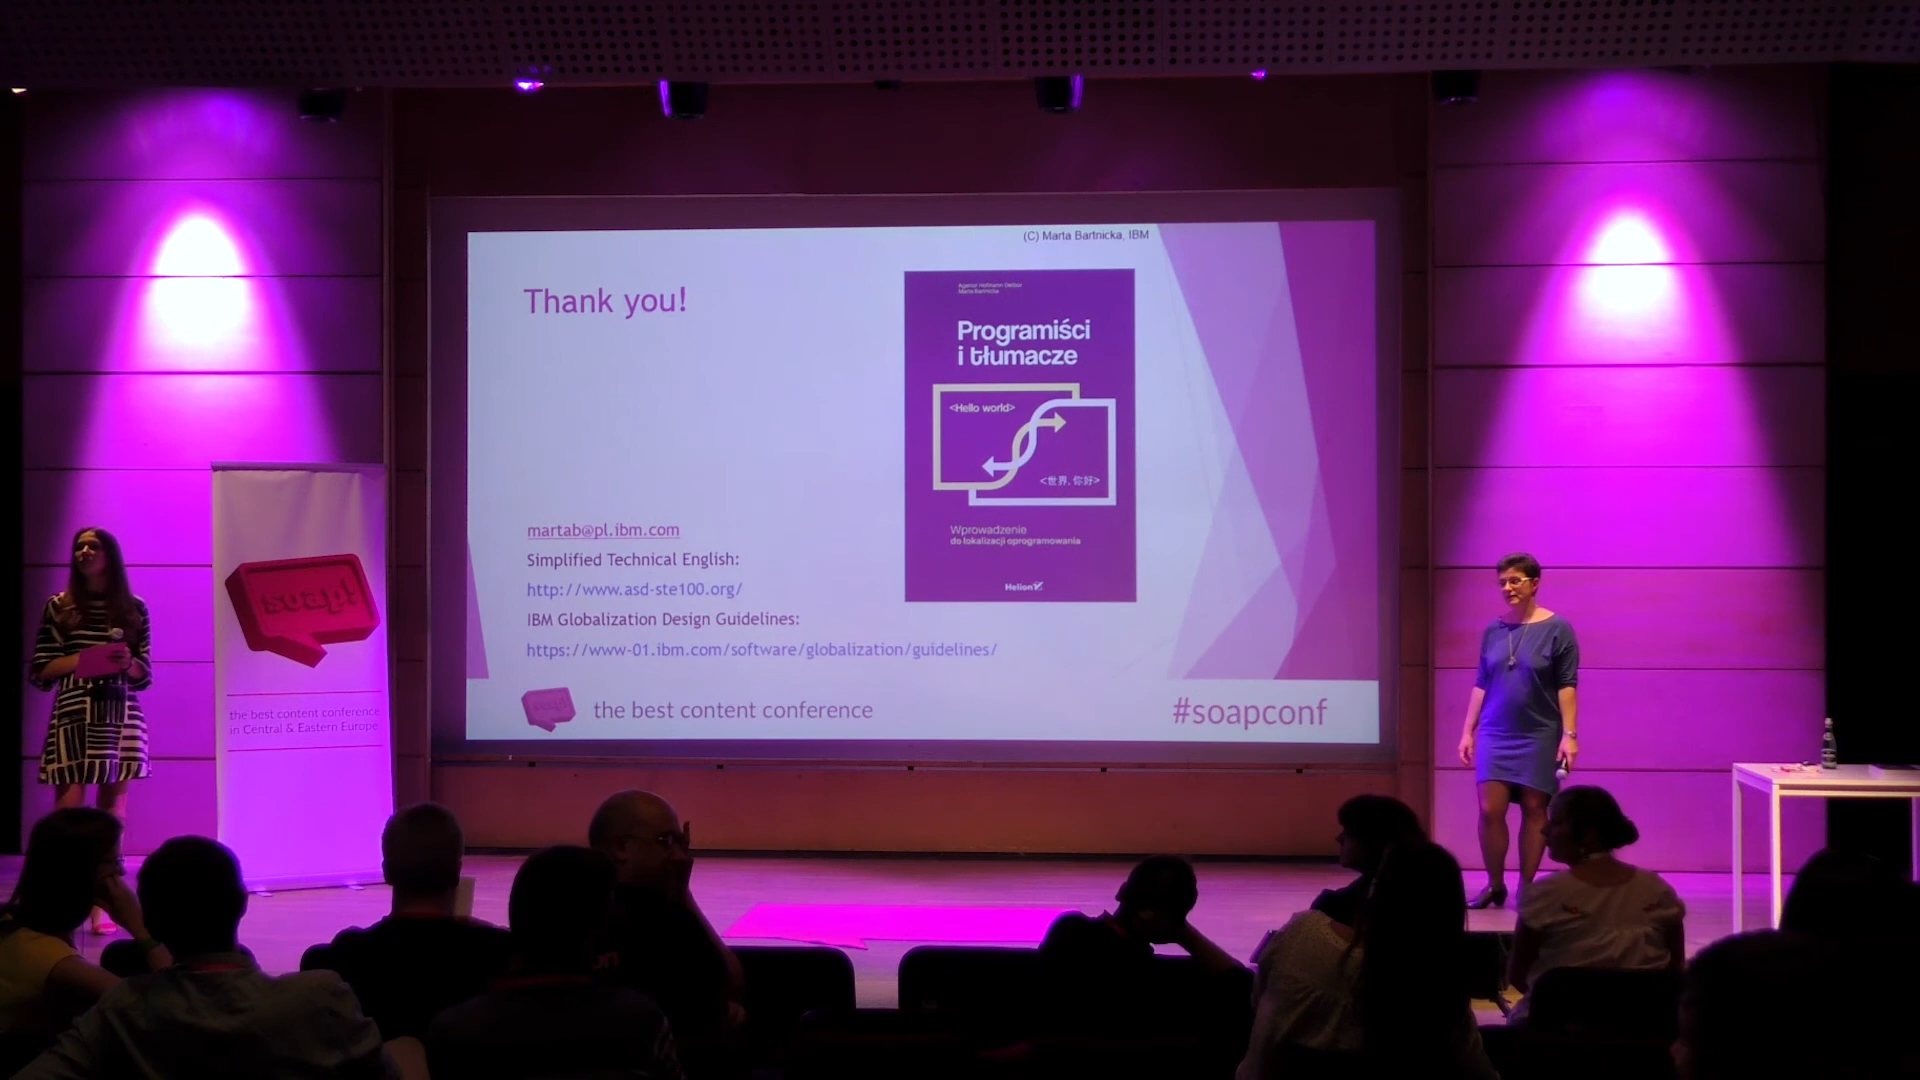 (C) Marta Bartnicka, IBM
Thank you!
Marta Bartnicka
Programiści
i tłumacze
<Hello world>
<世界, 你好>
Wprowadzenie
do lokalizacji oprogramowania
Helion
martab@pl.ibm.com
Simplified Technical English:
http://www.asd-ste100.org/
IBM Globalization Design Guidelines:
https://www-01.ibm.com/software/globalization/guidelines/
the best content conference
#soapconf
soap!
the best content conference
in Central & Eastern Europe